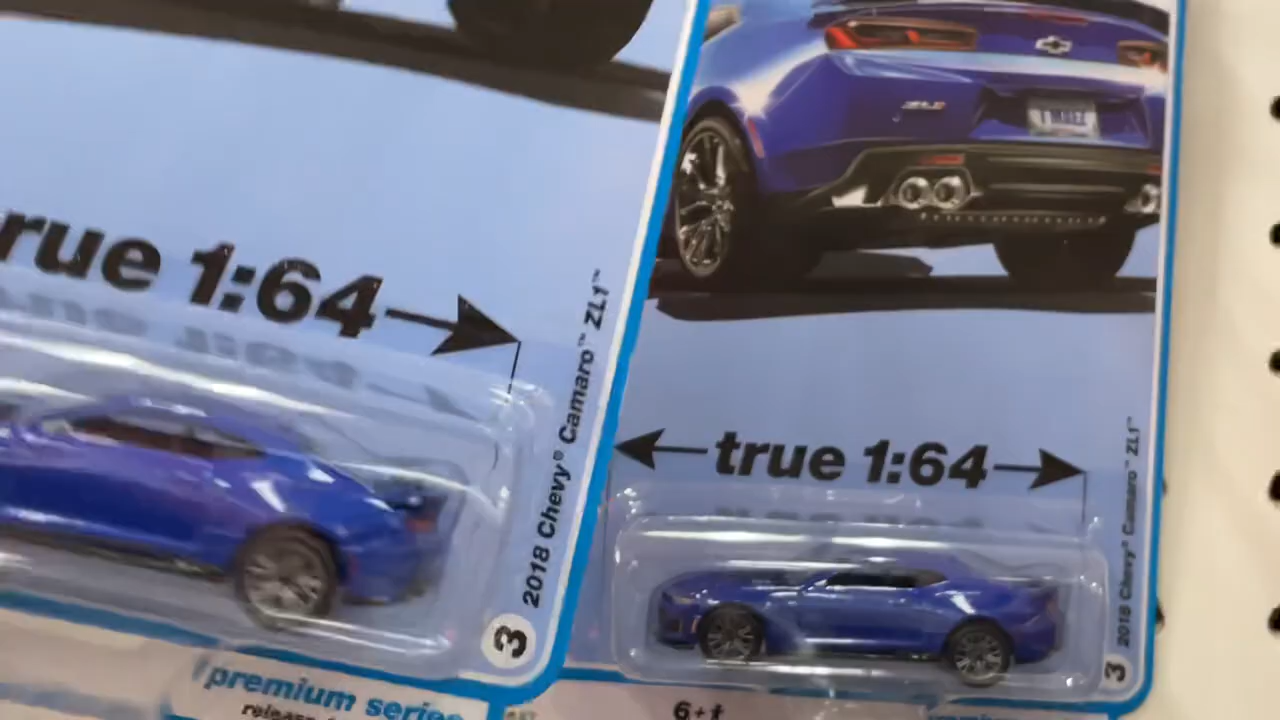 true 1:64
2018 Chevy® Camaro™ ZL1™
3
premium series
ZL1
true 1:64
2018 Chevy® Camaro™ ZL1™
3